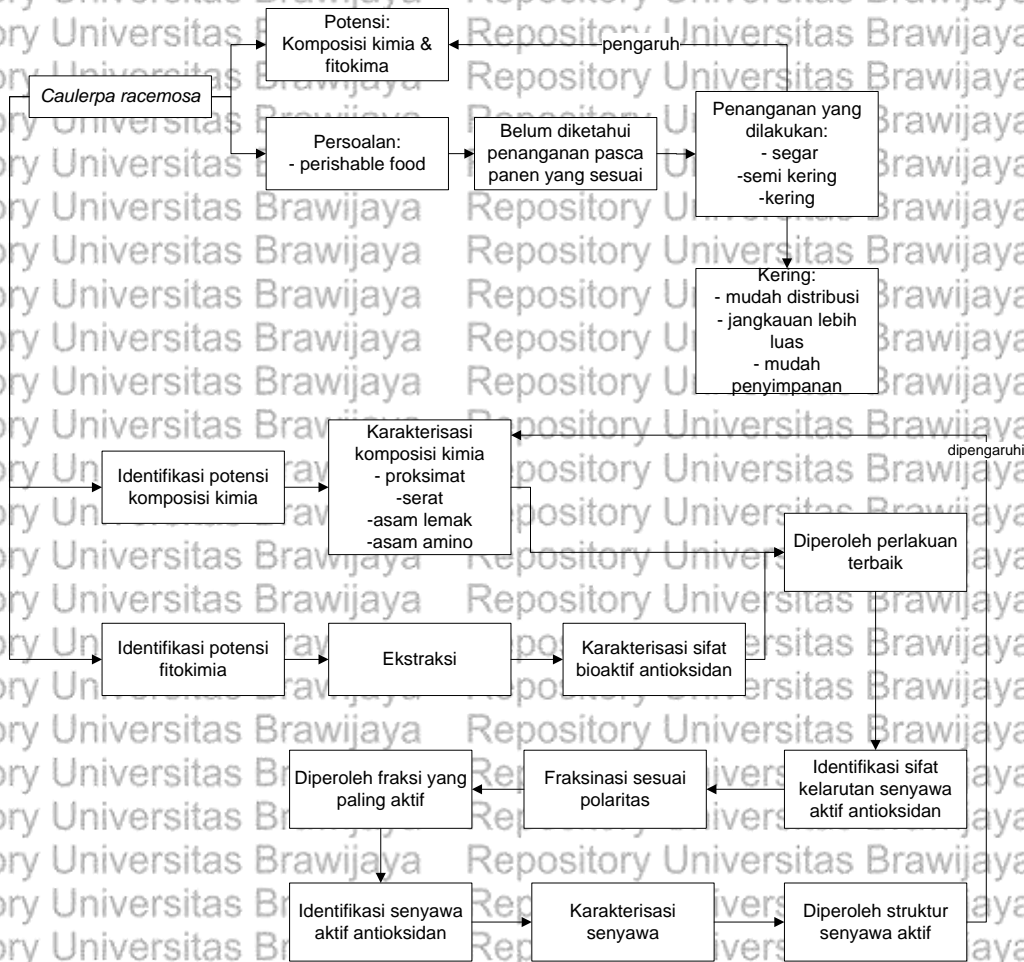 Potensi:
Komposisi kimia &
fitokima
pengaruh
Caulerpa racemosa
Persoalan:
- perishable food
Belum diketahui
penanganan pasca
panen yang sesuai
Penanganan yang
dilakukan:
- segar
-semi kering
-kering
Kering:
- mudah distribusi
- jangkauan lebih
luas
- mudah
penyimpanan
Identifikasi potensi
komposisi kimia
Karakterisasi
komposisi kimia
- proksimat
-serat
-asam lemak
-asam amino
dipengaruhi
Diperoleh perlakuan
terbaik
Identifikasi potensi
fitokimia
Ekstraksi
Karakterisasi sifat
bioaktif antioksidan
Diperoleh fraksi yang
paling aktif
Fraksinasi sesuai
polaritas
Identifikasi sifat
kelarutan senyawa
aktif antioksidan
Identifikasi senyawa
aktif antioksidan
Karakterisasi
senyawa
Diperoleh struktur
senyawa aktif
Repository Universitas Brawijaya